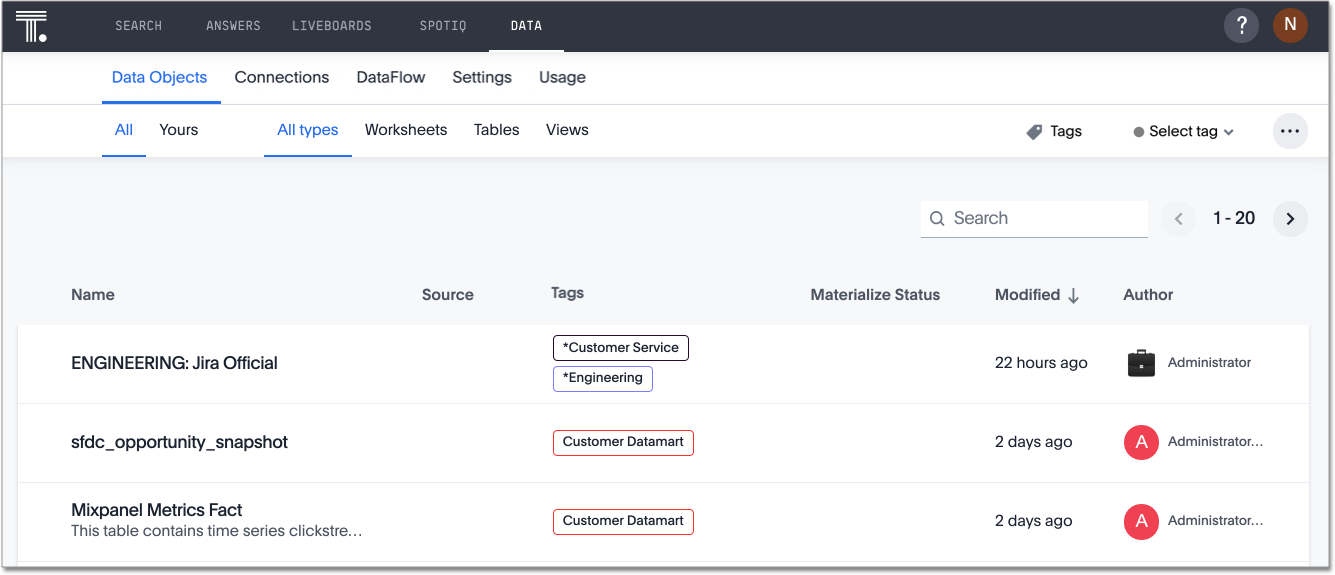 SEARCH ANSWERS LIVEBOARDS SPOTIQ DATA ? N
Data Objects Connections DataFlow Settings Usage
All Yours All types Worksheets Tables Views Tags Select tag
Search 1 - 20
Name Source Tags Materialize Status Modified Author
ENGINEERING: Jira Official *Customer Service 22 hours ago Administrator
*Engineering
sfdc_opportunity_snapshot Customer Datamart 2 days ago A Administrator...
Mixpanel Metrics Fact Customer Datamart 2 days ago A Administrator...
This table contains time series clickstre...